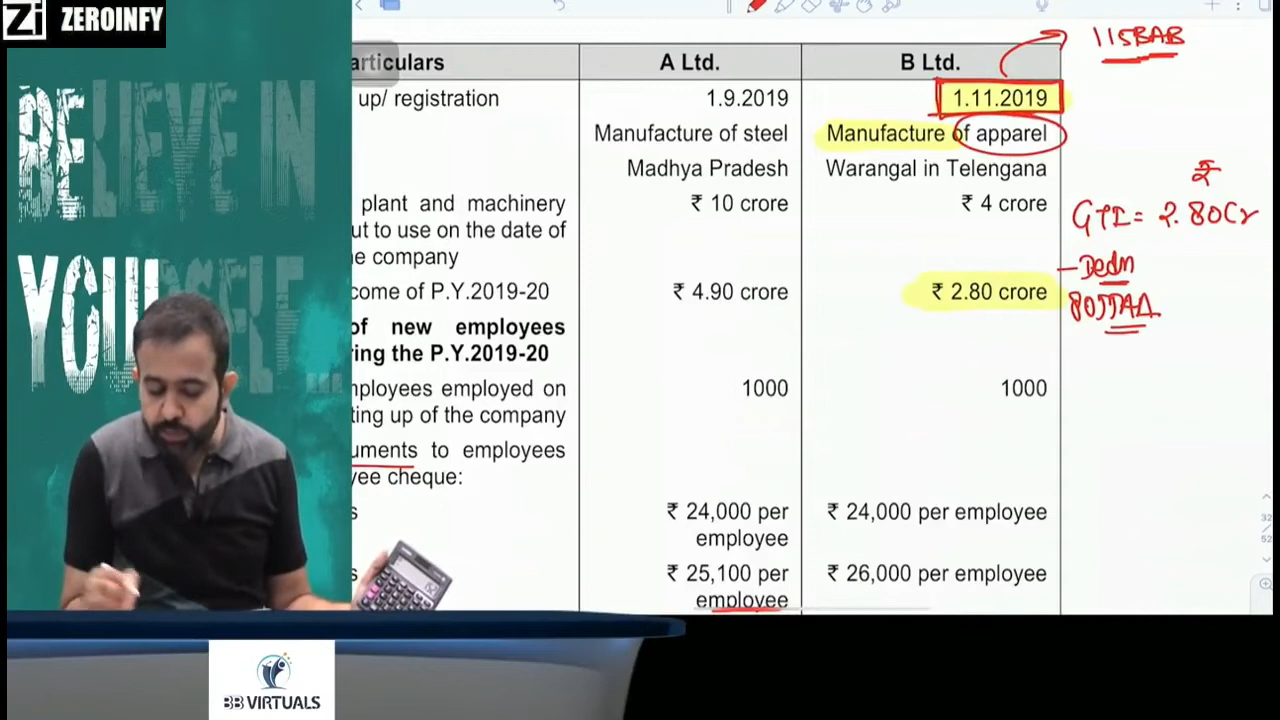 Zi ZEROINFY
BELIEVE IN
YOURSELF...
articulars A Ltd. B Ltd.
115BAB
up/ registration 1.9.2019 1.11.2019
Manufacture of steel Manufacture of apparel
Madhya Pradesh Warangal in Telengana
₹
plant and machinery ₹ 10 crore ₹ 4 crore
GTI = 2.80Cr
ut to use on the date of
e company
- Dedn
come of P.Y.2019-20 ₹ 4.90 crore ₹ 2.80 crore
80JJAA
of new employees
ring the P.Y.2019-20
mployees employed on 1000 1000
ting up of the company
uments to employees
yee cheque:
s ₹ 24,000 per ₹ 24,000 per employee
employee
s ₹ 25,100 per ₹ 26,000 per employee
employee
32
52
BB VIRTUALS